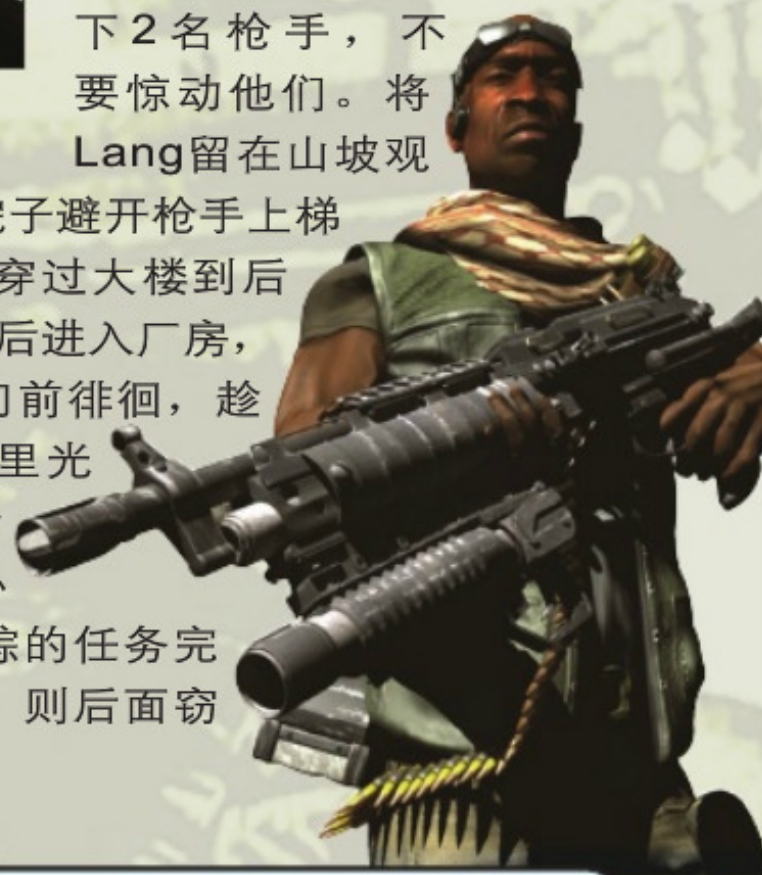 下2名枪手，不
要惊动他们。将
Lang留在山坡观
院子避开枪手上梯
穿过大楼到后
后进入厂房，
前徘徊，趁
里光
踪的任务完
则后面窃